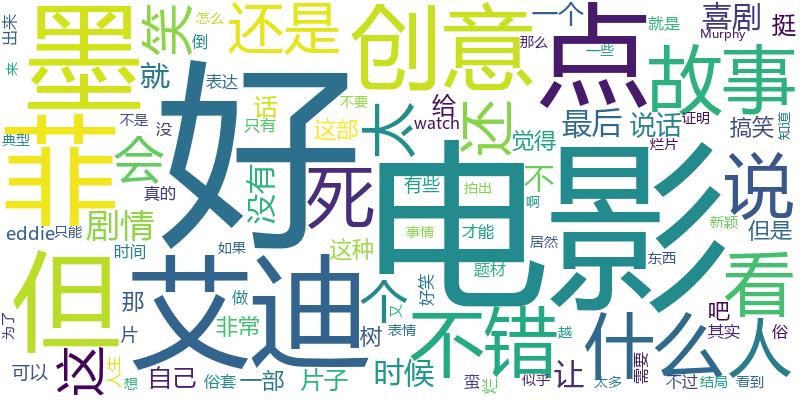 墨
笑
还是
创意
点
一个
那么
就是
Murphy
喜剧
挺
出来
怎么
倒
来
就
表达
好
一些
故事
典型
菲
不是
没
话
只有
这部
不要
太
给
watch
还
觉得
最后
说话
证明
搞笑
知道
烂片
会
真的
没有
死
有些
拍出
不
电影
说
eddie
只能
剧情
时间
如果
这种
事情
才能
啊
居然
新颖
但是
东西
题材
但
艾迪
个
好笑
看
那
做
又
不错
什么
人
吧
为了
片
非常
树
表情
越
其实
俗
可以
这
人生
想
自己
俗套
一部
片子
时候
蛮
烂
似乎
让
太多
需要
不过
结局
看到